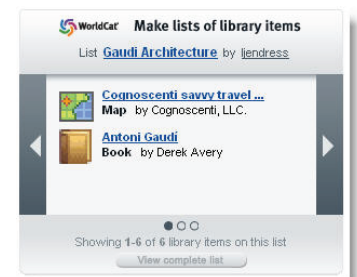 WorldCat Make lists of library items
List Gaudi Architecture by ljendress
Cognoscenti savvy travel ...
Map by Cognoscenti, LLC.
Antoni Gaudí
Book by Derek Avery
Showing 1-6 of 6 library items on this list
View complete list